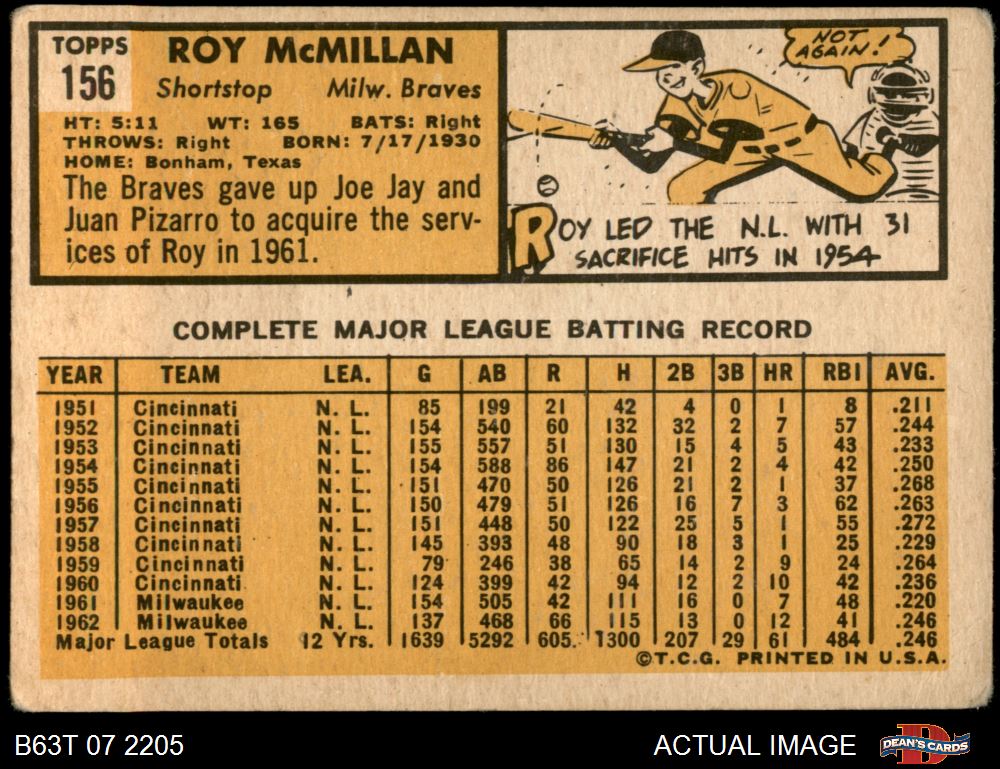 TOPPS
156
ROY McMILLAN
Shortstop Milw. Braves
HT: 5:11 WT: 165 BATS: Right
THROWS: Right BORN: 7/17/1930
HOME: Bonham, Texas
The Braves gave up Joe Jay and
Juan Pizarro to acquire the serv-
ices of Roy in 1961.
NOT
AGAIN!
ROY LED THE N.L. WITH 31
SACRIFICE HITS IN 1954
COMPLETE MAJOR LEAGUE BATTING RECORD
YEAR TEAM LEA. G AB R H 2B 3B HR RBI AVG.
1951 Cincinnati N. L. 85 199 21 42 4 0 1 8 .211
1952 Cincinnati N. L. 154 540 60 132 32 2 7 57 .244
1953 Cincinnati N. L. 155 557 51 130 15 4 5 43 .233
1954 Cincinnati N. L. 154 588 86 147 21 2 4 42 .250
1955 Cincinnati N. L. 151 470 50 126 21 2 1 37 .268
1956 Cincinnati N. L. 150 479 51 126 16 7 3 62 .263
1957 Cincinnati N. L. 151 448 50 122 25 5 1 55 .272
1958 Cincinnati N. L. 145 393 48 90 18 3 1 25 .229
1959 Cincinnati N. L. 79 246 38 65 14 2 9 24 .264
1960 Cincinnati N. L. 124 399 42 94 12 2 10 42 .236
1961 Milwaukee N. L. 154 505 42 111 16 0 7 48 .220
1962 Milwaukee N. L. 137 468 66 115 13 0 12 41 .246
Major League Totals 12 Yrs. 1639 5292 605 1300 207 29 61 484 .246
©T.C.G. PRINTED IN U.S.A.
B63T 07 2205 ACTUAL IMAGE DEAN'S CARDS